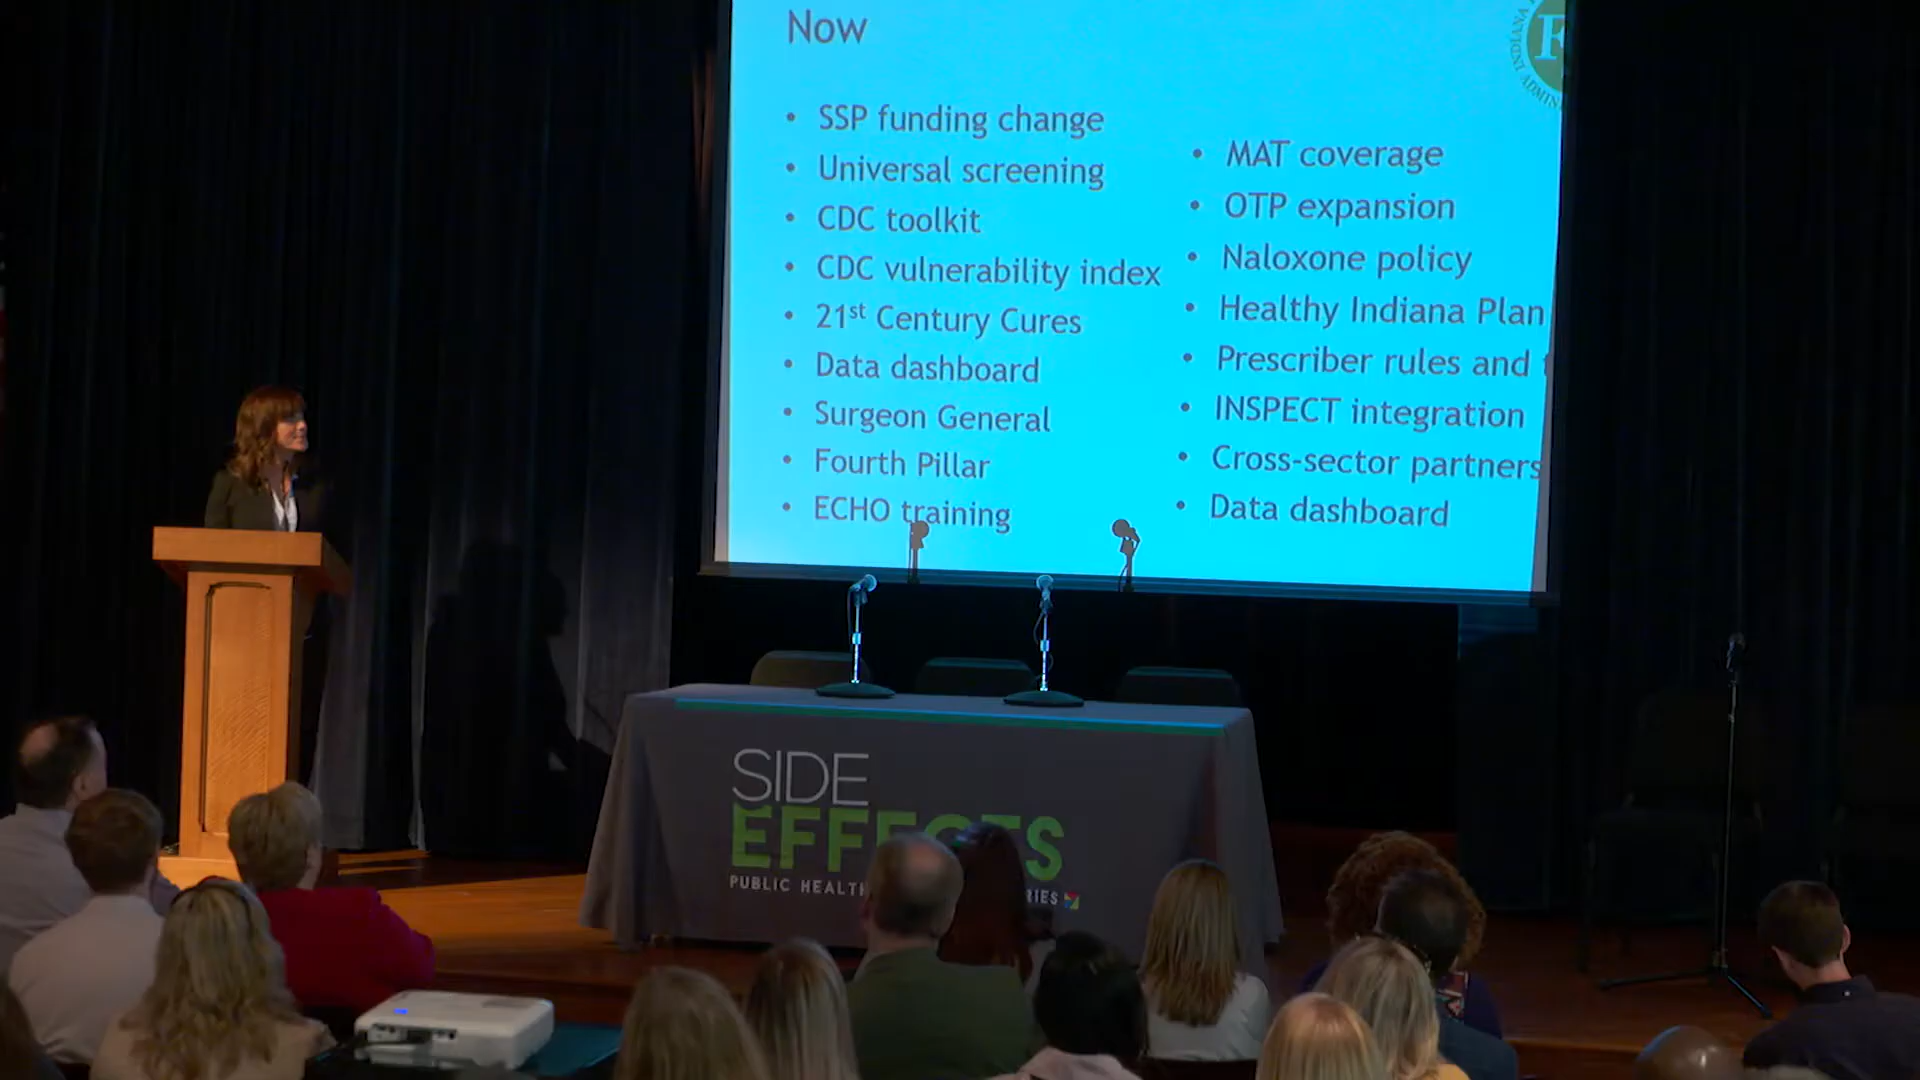 Now
• SSP funding change
• Universal screening
• CDC toolkit
• CDC vulnerability index
• 21st Century Cures
• Data dashboard
• Surgeon General
• Fourth Pillar
• ECHO training
• MAT coverage
• OTP expansion
• Naloxone policy
• Healthy Indiana Plan
• Prescriber rules and
• INSPECT integration
• Cross-sector partners
• Data dashboard
INDIANA
F
SIDE
EFFECTS
PUBLIC HEALTH